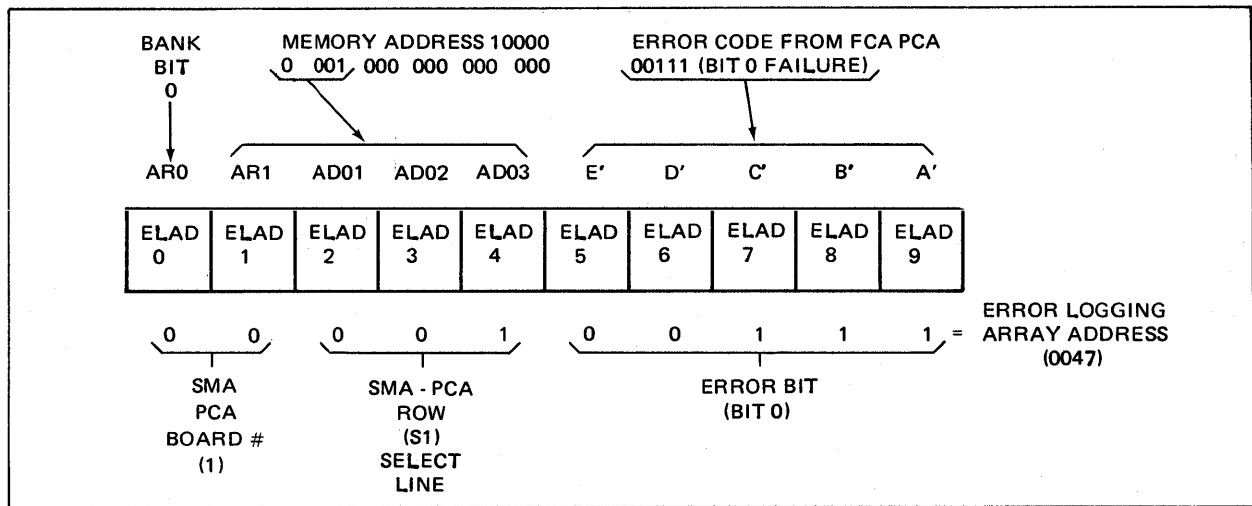 BANK BIT 0
MEMORY ADDRESS 10000
0 001 000 000 000 000
ERROR CODE FROM FCA PCA
00111 (BIT 0 FAILURE)
AR0 AR1 AD01 AD02 AD03 E' D' C' B' A'
ELAD 0 ELAD 1 ELAD 2 ELAD 3 ELAD 4 ELAD 5 ELAD 6 ELAD 7 ELAD 8 ELAD 9
0 0 0 0 1 0 0 1 1 1 = ERROR LOGGING ARRAY ADDRESS (0047)
SMA
PCA
BOARD #
(1)
SMA - PCA
ROW
(S1)
SELECT
LINE
ERROR BIT
(BIT 0)